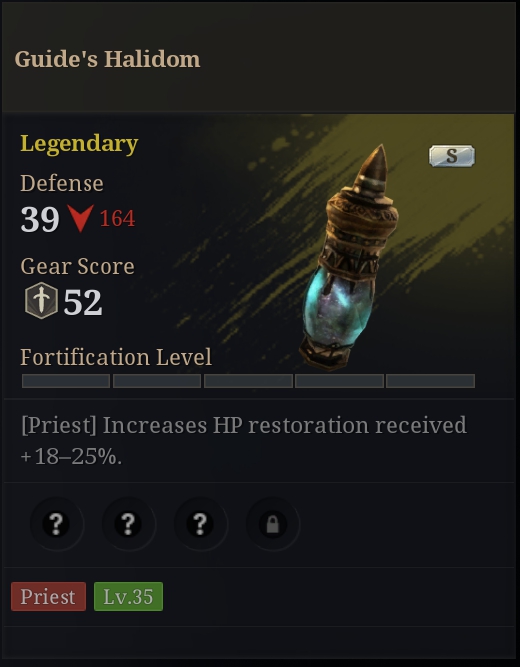 Guide's Halidom
Legendary
S
Defense
39 164
Gear Score
52
Fortification Level
[Priest] Increases HP restoration received
+18–25%.
? ? ?
Priest Lv.35